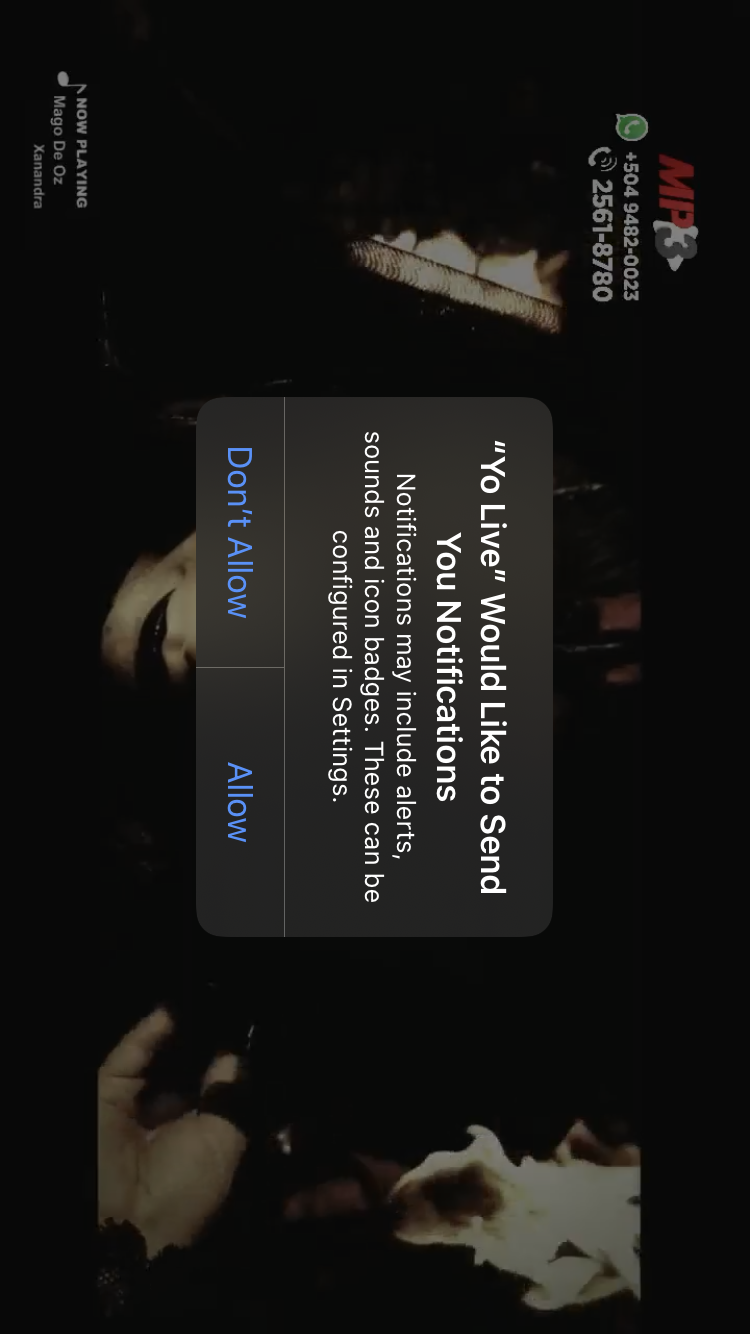 MP3
+504 9482-0023
2561-8780
“Yo Live” Would Like to Send
You Notifications
Notifications may include alerts,
sounds and icon badges. These can be
configured in Settings.
Don’t Allow
Allow
NOW PLAYING
Mago De Oz
Xanandra